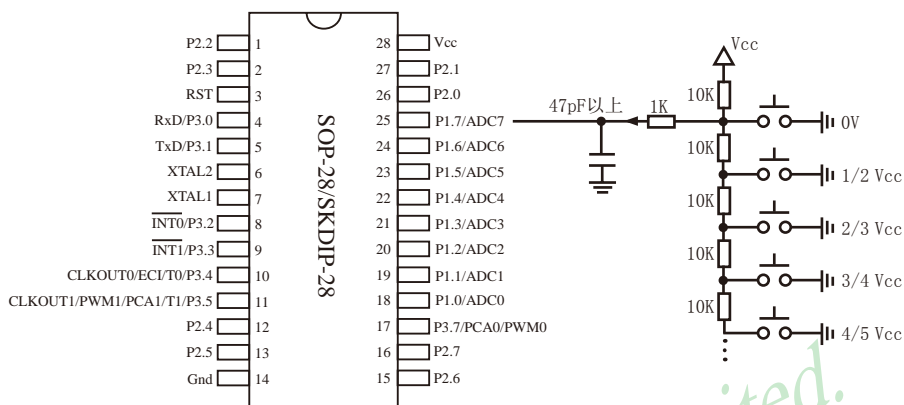 P2.2 1
P2.3 2
RST 3
RxD/P3.0 4
TxD/P3.1 5
XTAL2 6
XTAL1 7
INT0/P3.2 8
INT1/P3.3 9
CLKOUT0/ECI/T0/P3.4 10
CLKOUT1/PWM1/PCA1/T1/P3.5 11
P2.4 12
P2.5 13
Gnd 14
SOP-28/SKDIP-28
28 Vcc
27 P2.1
26 P2.0
25 P1.7/ADC7
24 P1.6/ADC6
23 P1.5/ADC5
22 P1.4/ADC4
21 P1.3/ADC3
20 P1.2/ADC2
19 P1.1/ADC1
18 P1.0/ADC0
17 P3.7/PCA0/PWM0
16 P2.7
15 P2.6
47pF以上
1K
Vcc
10K
0V
10K
1/2 Vcc
10K
2/3 Vcc
10K
3/4 Vcc
10K
4/5 Vcc